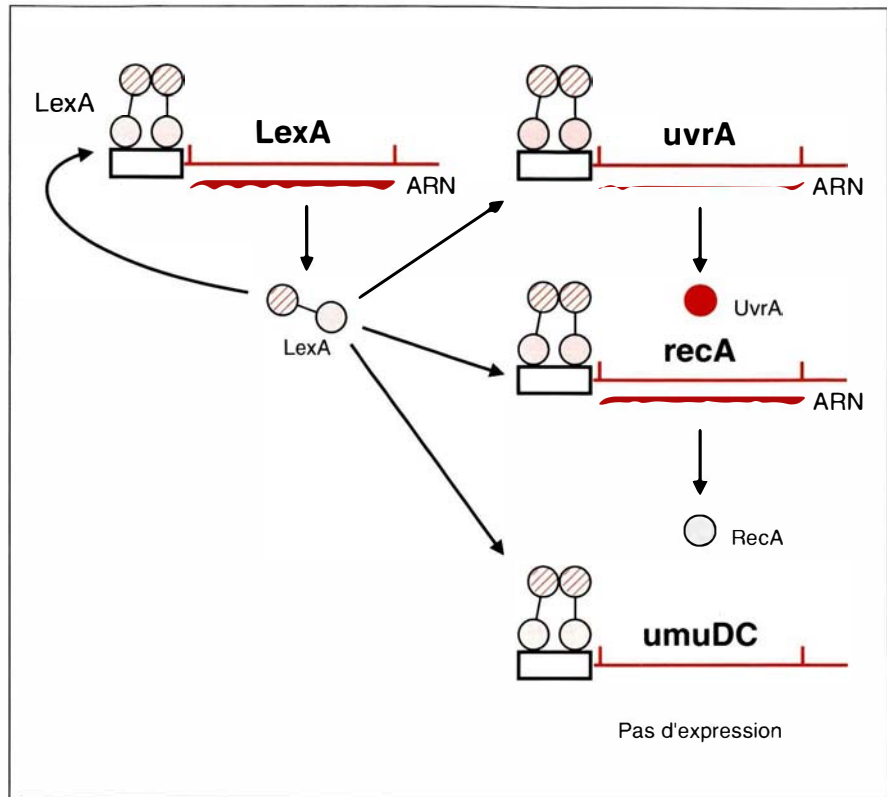 LexA
LexA
ARN
LexA
uvrA
ARN
UvrA
recA
ARN
RecA
umuDC
Pas d'expression